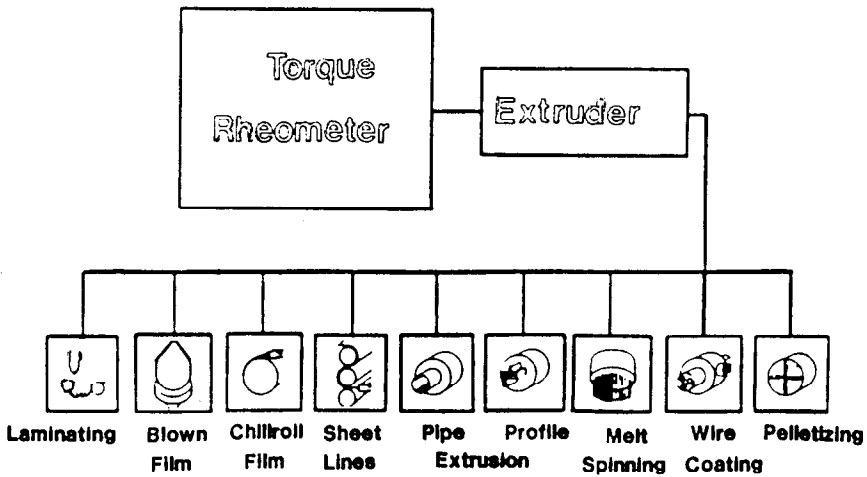 Torque
Rheometer
Extruder
Laminating
Blown
Film
Chillroll
Film
Sheet
Lines
Pipe
Profile
Extrusion
Melt
Spinning
Wire
Coating
Pelletizing